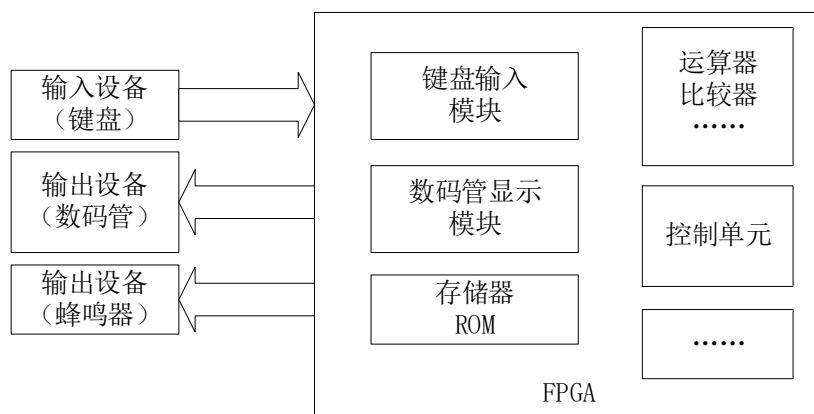 输入设备
（键盘）
输出设备
（数码管）
输出设备
（蜂鸣器）
键盘输入
模块
数码管显示
模块
存储器
ROM
运算器
比较器
……
控制单元
……
FPGA